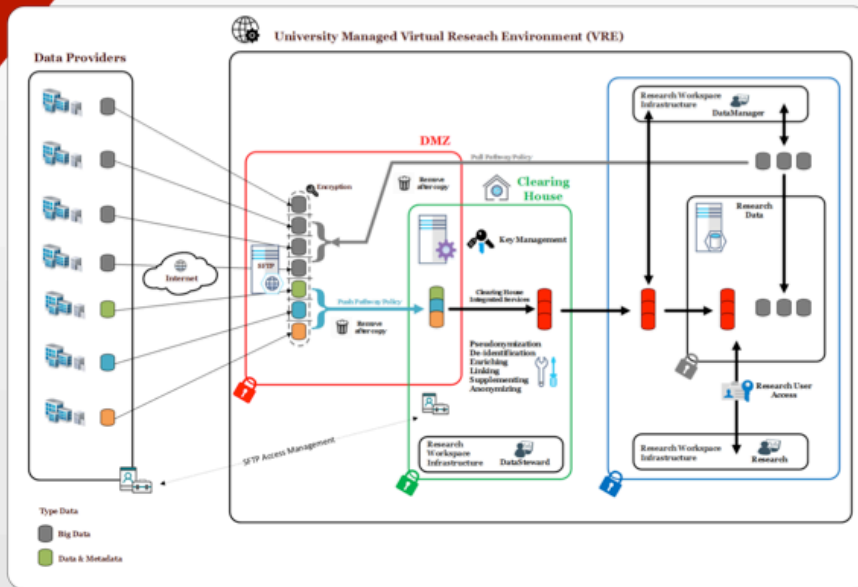 University Managed Virtual Reseach Environment (VRE)
Data Providers
DMZ
Encryption
SFTP
Internet
Pull Pathway Policy
Remove
after copy
Push Pathway Policy
Remove
after copy
Clearing
House
Key Management
Clearing House
Integrated Services
Pseudonymization
De-identification
Enriching
Linking
Supplementing
Anonymizing
Research
Workspace
Infrastructure
DataSteward
Research Workspace
Infrastructure
DataManager
Research
Data
Research User
Access
Research Workspace
Infrastructure
Research
SFTP Access Management
Type Data
Big Data
Data & Metadata